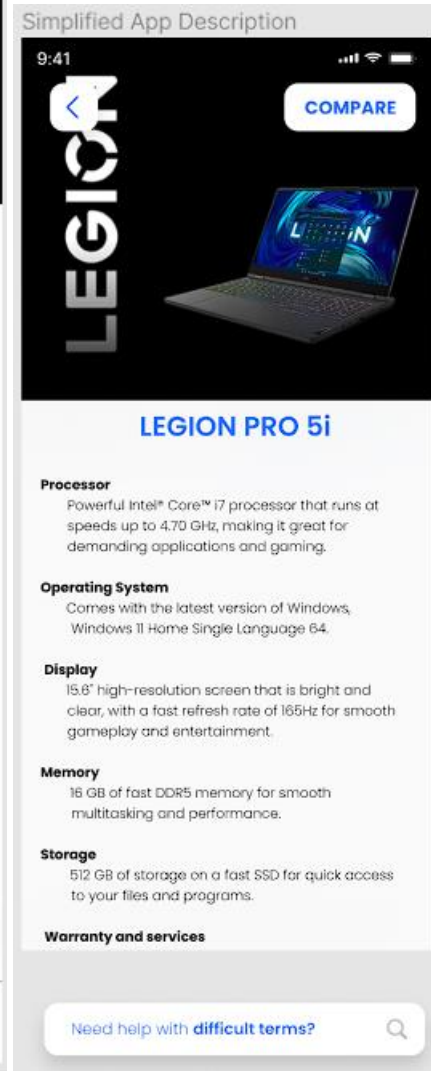 Simplified App Description
9:41
COMPARE
LEGION
LEGION
LEGION PRO 5i
Processor
Powerful Intel® Core™ i7 processor that runs at
speeds up to 4.70 GHz, making it great for
demanding applications and gaming.
Operating System
Comes with the latest version of Windows,
Windows 11 Home Single Language 64.
Display
15.6" high-resolution screen that is bright and
clear, with a fast refresh rate of 165Hz for smooth
gameplay and entertainment.
Memory
16 GB of fast DDR5 memory for smooth
multitasking and performance.
Storage
512 GB of storage on a fast SSD for quick access
to your files and programs.
Warranty and services
Need help with difficult terms?